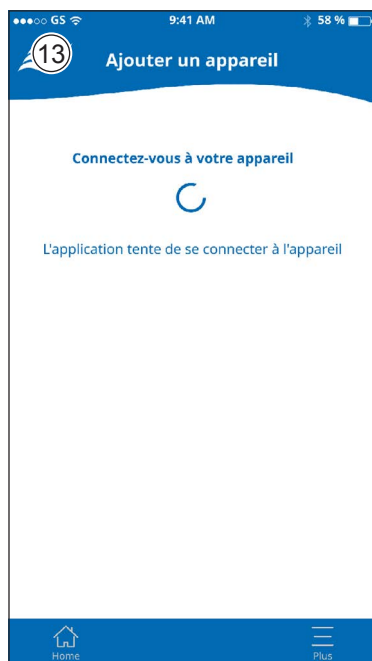 GS 9:41 AM 58 %
13
Ajouter un appareil
Connectez-vous à votre appareil
L'application tente de se connecter à l'appareil
Home Plus